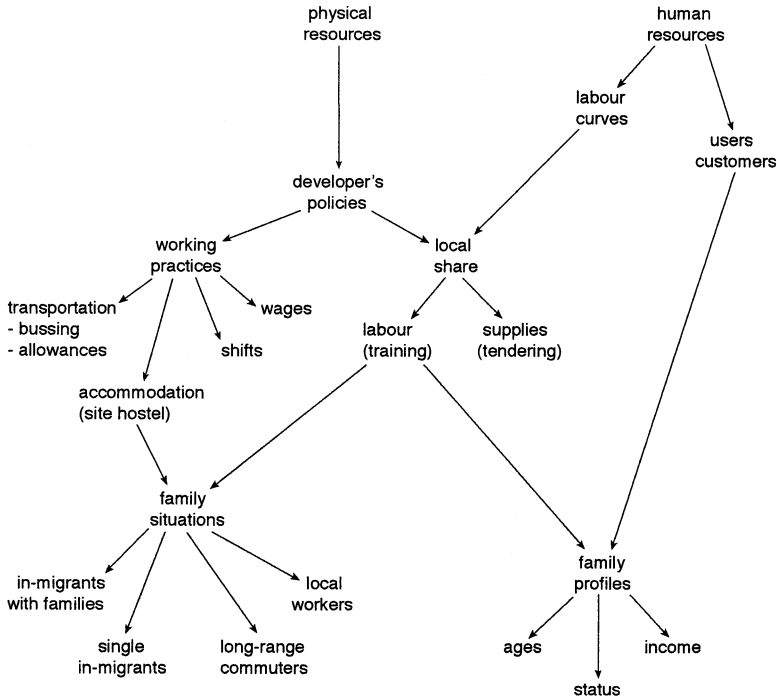 physical
resources
human
resources
labour
curves
users
customers
developer's
policies
working
practices
local
share
transportation
- bussing
- allowances
wages
shifts
labour
(training)
supplies
(tendering)
accommodation
(site hostel)
family
situations
in-migrants
with families
local
workers
single
in-migrants
long-range
commuters
family
profiles
ages
income
status